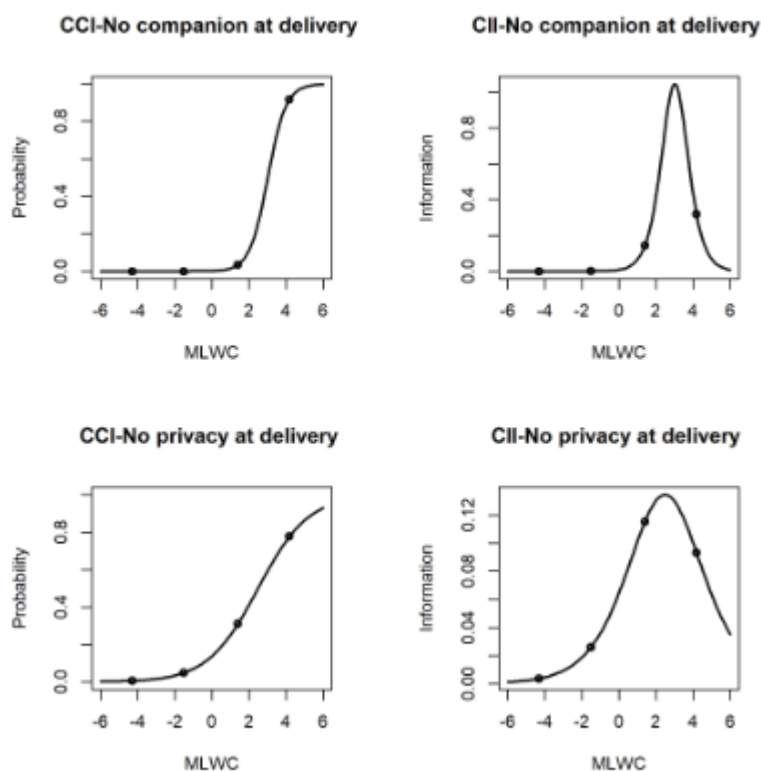 CCI-No companion at delivery
Probability
0.0 0.4 0.8
-6 -4 -2 0 2 4 6
MLWC
CII-No companion at delivery
Information
0.0 0.4 0.8
-6 -4 -2 0 2 4 6
MLWC
CCI-No privacy at delivery
Probability
0.0 0.4 0.8
-6 -4 -2 0 2 4 6
MLWC
CII-No privacy at delivery
Information
0.00 0.04 0.08 0.12
-6 -4 -2 0 2 4 6
MLWC